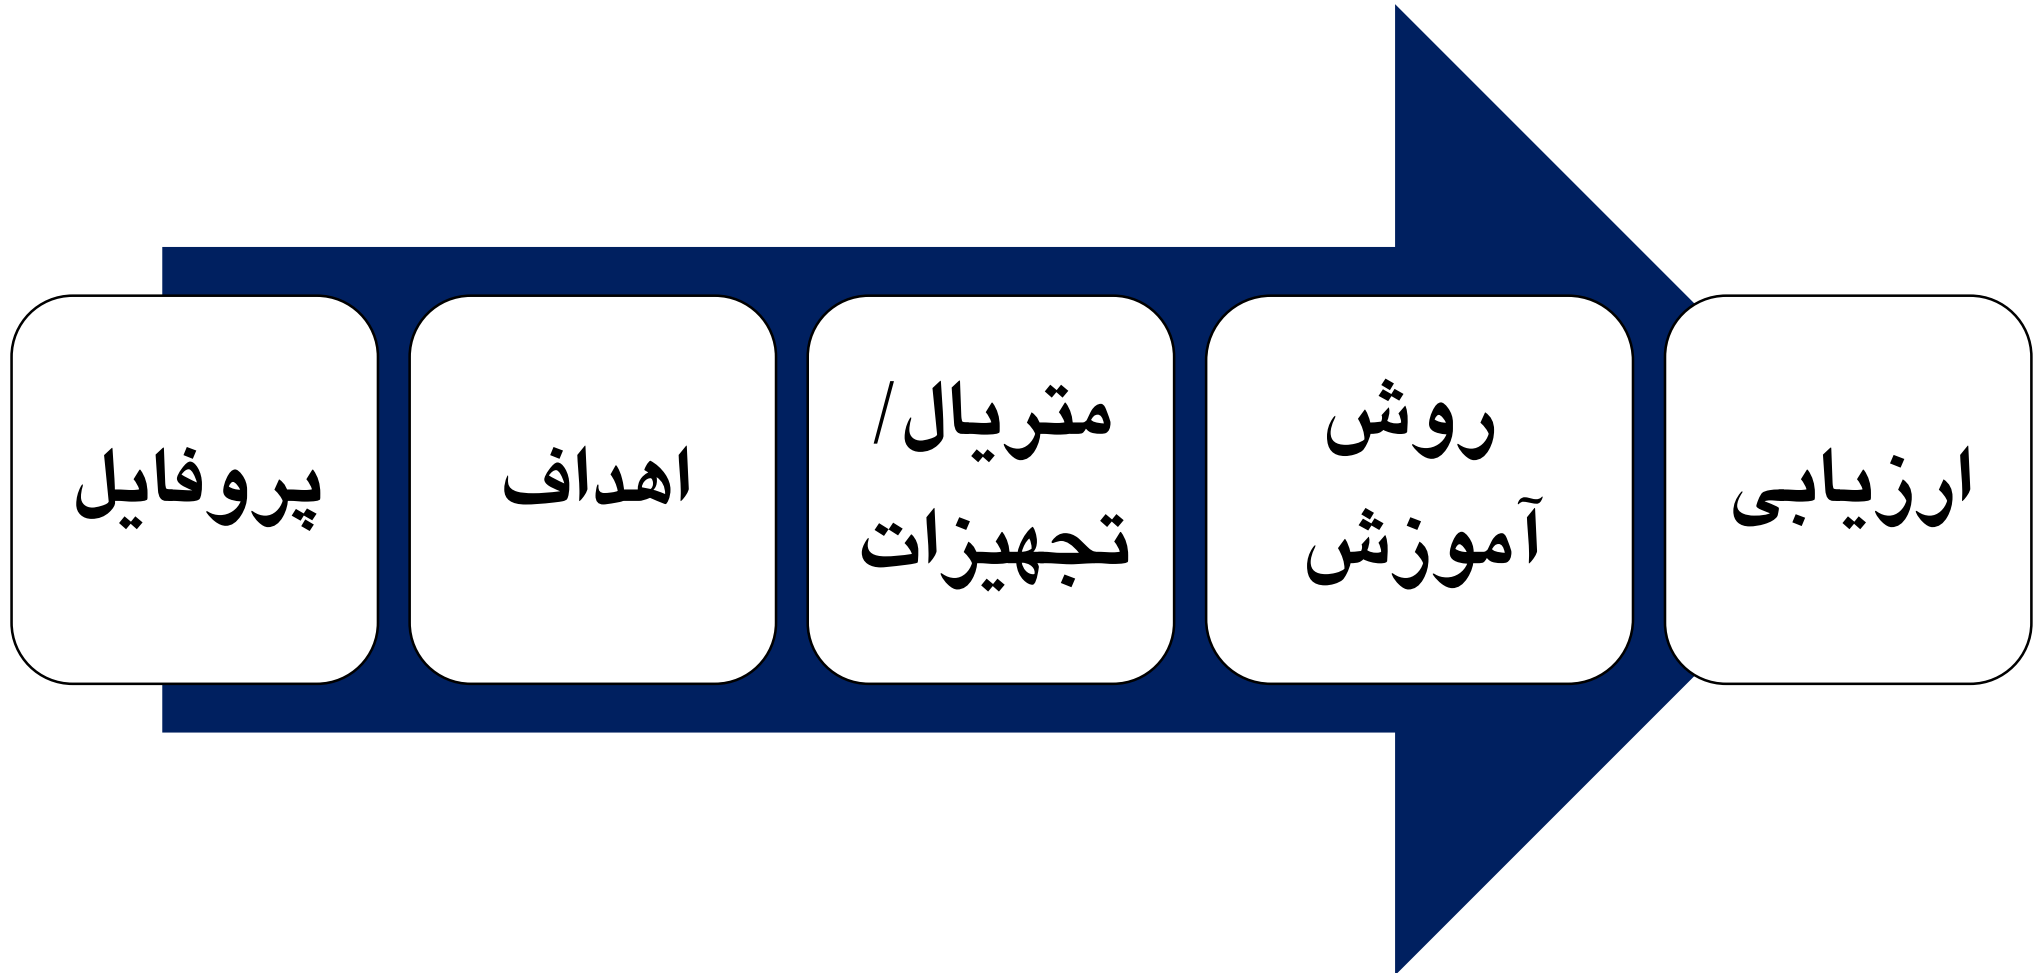 پروفایل
اهداف
متریال/
تجهیزات
روش
آموزش
ارزیابی